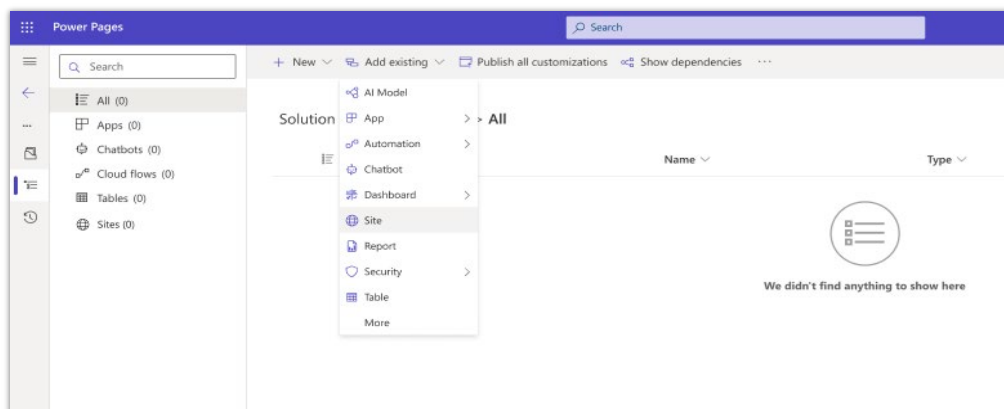 Power Pages
Search
Search
New
Add existing
Publish all customizations
Show dependencies
...
All (0)
Apps (0)
Chatbots (0)
Cloud flows (0)
Tables (0)
Sites (0)
AI Model
App
Automation
Chatbot
Dashboard
Site
Report
Security
Table
More
Solution > All
Name
Type
We didn't find anything to show here